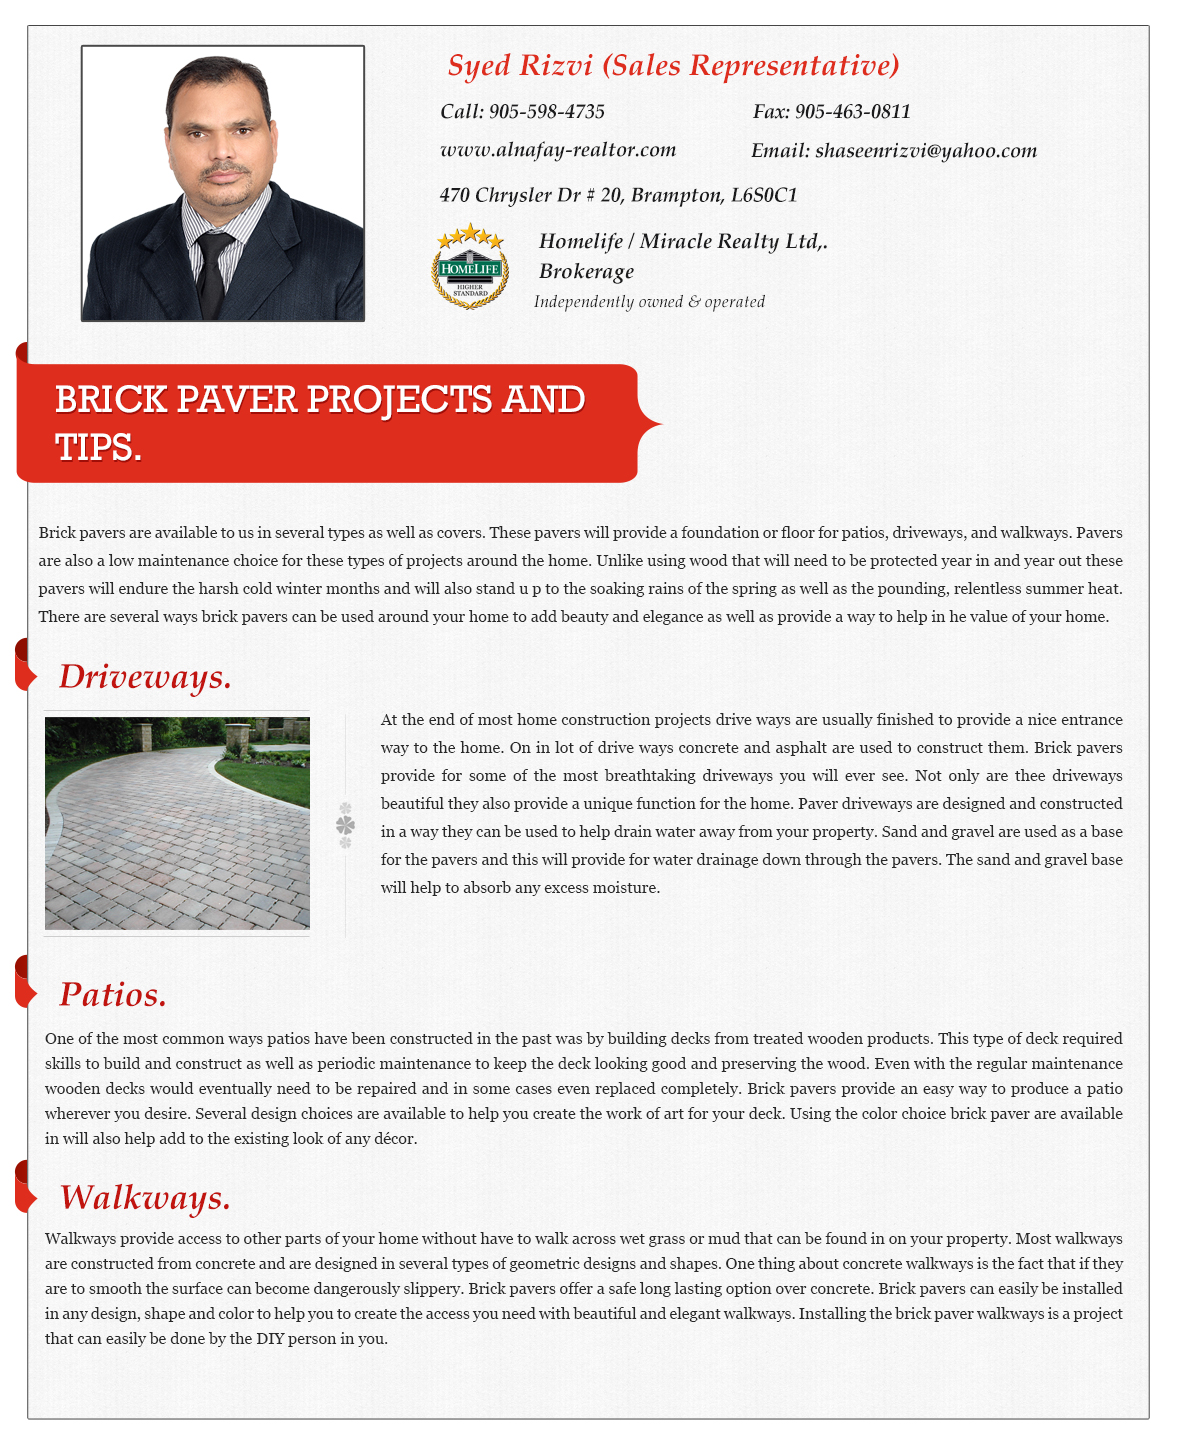 Syed Rizvi (Sales Representative)
Call: 905-598-4735
Fax: 905-463-0811
www.alnafay-realtor.com
Email: shaseenrizvi@yahoo.com
470 Chrysler Dr # 20, Brampton, L6S0C1
HOMELIFE
HIGHER
STANDARD
Homelife / Miracle Realty Ltd,.
Brokerage
Independently owned & operated
BRICK PAVER PROJECTS AND
TIPS.
Brick pavers are available to us in several types as well as covers. These pavers will provide a foundation or floor for patios, driveways, and walkways. Pavers
are also a low maintenance choice for these types of projects around the home. Unlike using wood that will need to be protected year in and year out these
pavers will endure the harsh cold winter months and will also stand u p to the soaking rains of the spring as well as the pounding, relentless summer heat.
There are several ways brick pavers can be used around your home to add beauty and elegance as well as provide a way to help in he value of your home.
Driveways.
At the end of most home construction projects drive ways are usually finished to provide a nice entrance
way to the home. On in lot of drive ways concrete and asphalt are used to construct them. Brick pavers
provide for some of the most breathtaking driveways you will ever see. Not only are thee driveways
beautiful they also provide a unique function for the home. Paver driveways are designed and constructed
in a way they can be used to help drain water away from your property. Sand and gravel are used as a base
for the pavers and this will provide for water drainage down through the pavers. The sand and gravel base
will help to absorb any excess moisture.
Patios.
One of the most common ways patios have been constructed in the past was by building decks from treated wooden products. This type of deck required
skills to build and construct as well as periodic maintenance to keep the deck looking good and preserving the wood. Even with the regular maintenance
wooden decks would eventually need to be repaired and in some cases even replaced completely. Brick pavers provide an easy way to produce a patio
wherever you desire. Several design choices are available to help you create the work of art for your deck. Using the color choice brick paver are available
in will also help add to the existing look of any décor.
Walkways.
Walkways provide access to other parts of your home without have to walk across wet grass or mud that can be found in on your property. Most walkways
are constructed from concrete and are designed in several types of geometric designs and shapes. One thing about concrete walkways is the fact that if they
are to smooth the surface can become dangerously slippery. Brick pavers offer a safe long lasting option over concrete. Brick pavers can easily be installed
in any design, shape and color to help you to create the access you need with beautiful and elegant walkways. Installing the brick paver walkways is a project
that can easily be done by the DIY person in you.